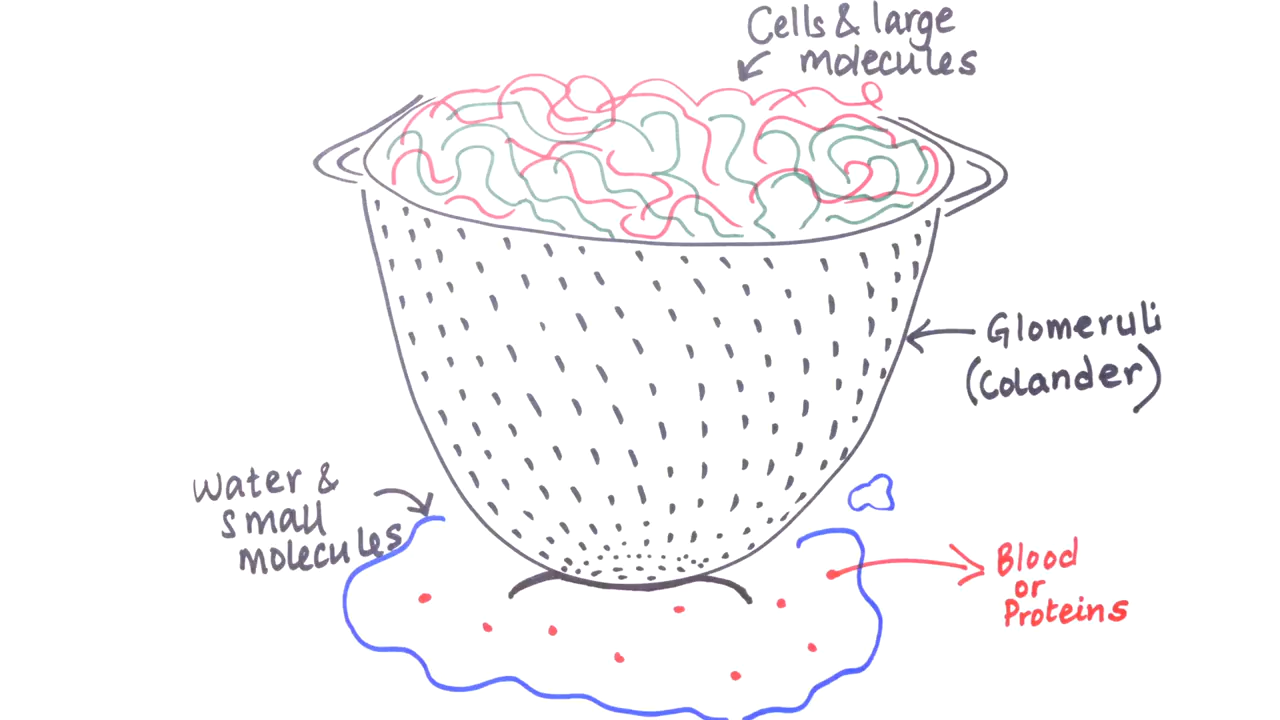 Cells & large
molecules
Glomeruli
(Colander)
Water &
small
molecules
Blood
or
Proteins